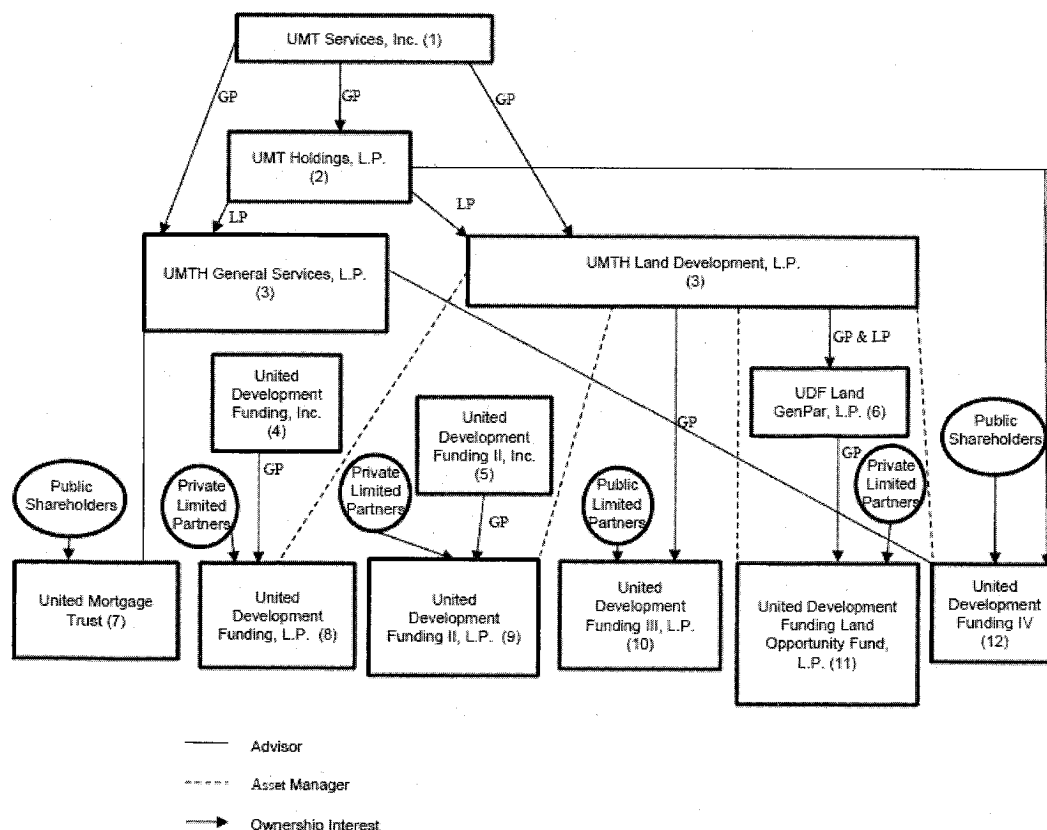 UMT Services, Inc. (1)
GP
GP
GP
UMT Holdings, L.P.
(2)
LP
LP
UMTH General Services, L.P.
(3)
UMTH Land Development, L.P.
(3)
GP & LP
United
Development
Funding, Inc.
(4)
United
Development
Funding II, Inc.
(5)
UDF Land
GenPar, L.P. (6)
Public
Shareholders
GP
GP
GP
GP
Public
Shareholders
Private
Limited
Partners
Private
Limited
Partners
Public
Limited
Partners
Private
Limited
Partners
United Mortgage
Trust (7)
United
Development
Funding, L.P. (8)
United
Development
Funding II, L.P. (9)
United
Development
Funding III, L.P.
(10)
United Development
Funding Land
Opportunity Fund,
L.P. (11)
United
Development
Funding IV
(12)
Advisor
Asset Manager
Ownership Interest